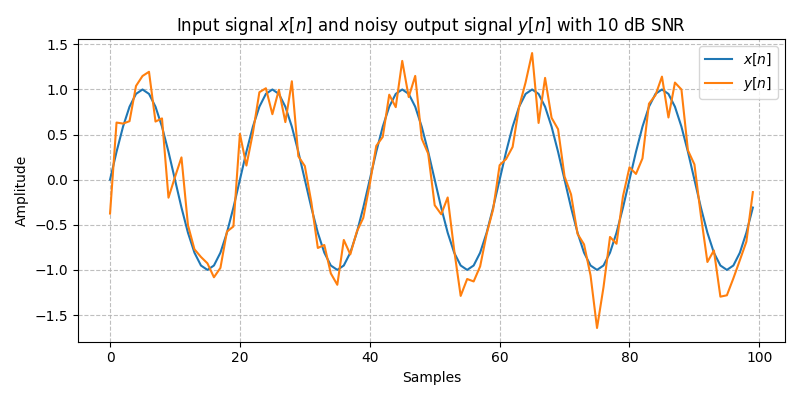 Input signal x[n] and noisy output signal y[n] with 10 dB SNR
x[n]
y[n]
Amplitude
1.5
1.0
0.5
0.0
−0.5
−1.0
−1.5
0 20 40 60 80 100
Samples